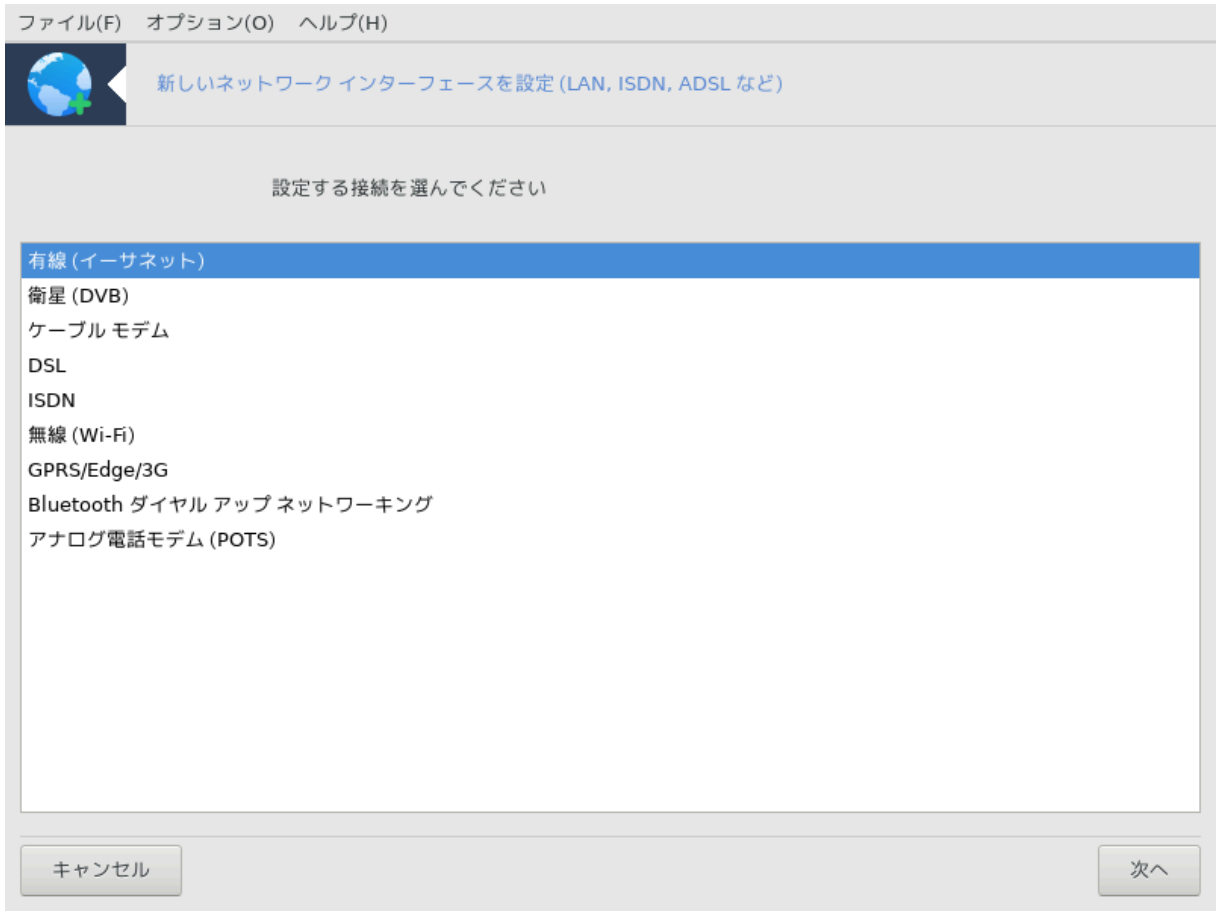 ファイル(F) オプション(O) ヘルプ(H)
新しいネットワーク インターフェースを設定 (LAN, ISDN, ADSL など)
設定する接続を選んでください
有線 (イーサネット)
衛星 (DVB)
ケーブル モデム
DSL
ISDN
無線 (Wi-Fi)
GPRS/Edge/3G
Bluetooth ダイヤル アップ ネットワーキング
アナログ電話モデム (POTS)
キャンセル 次へ